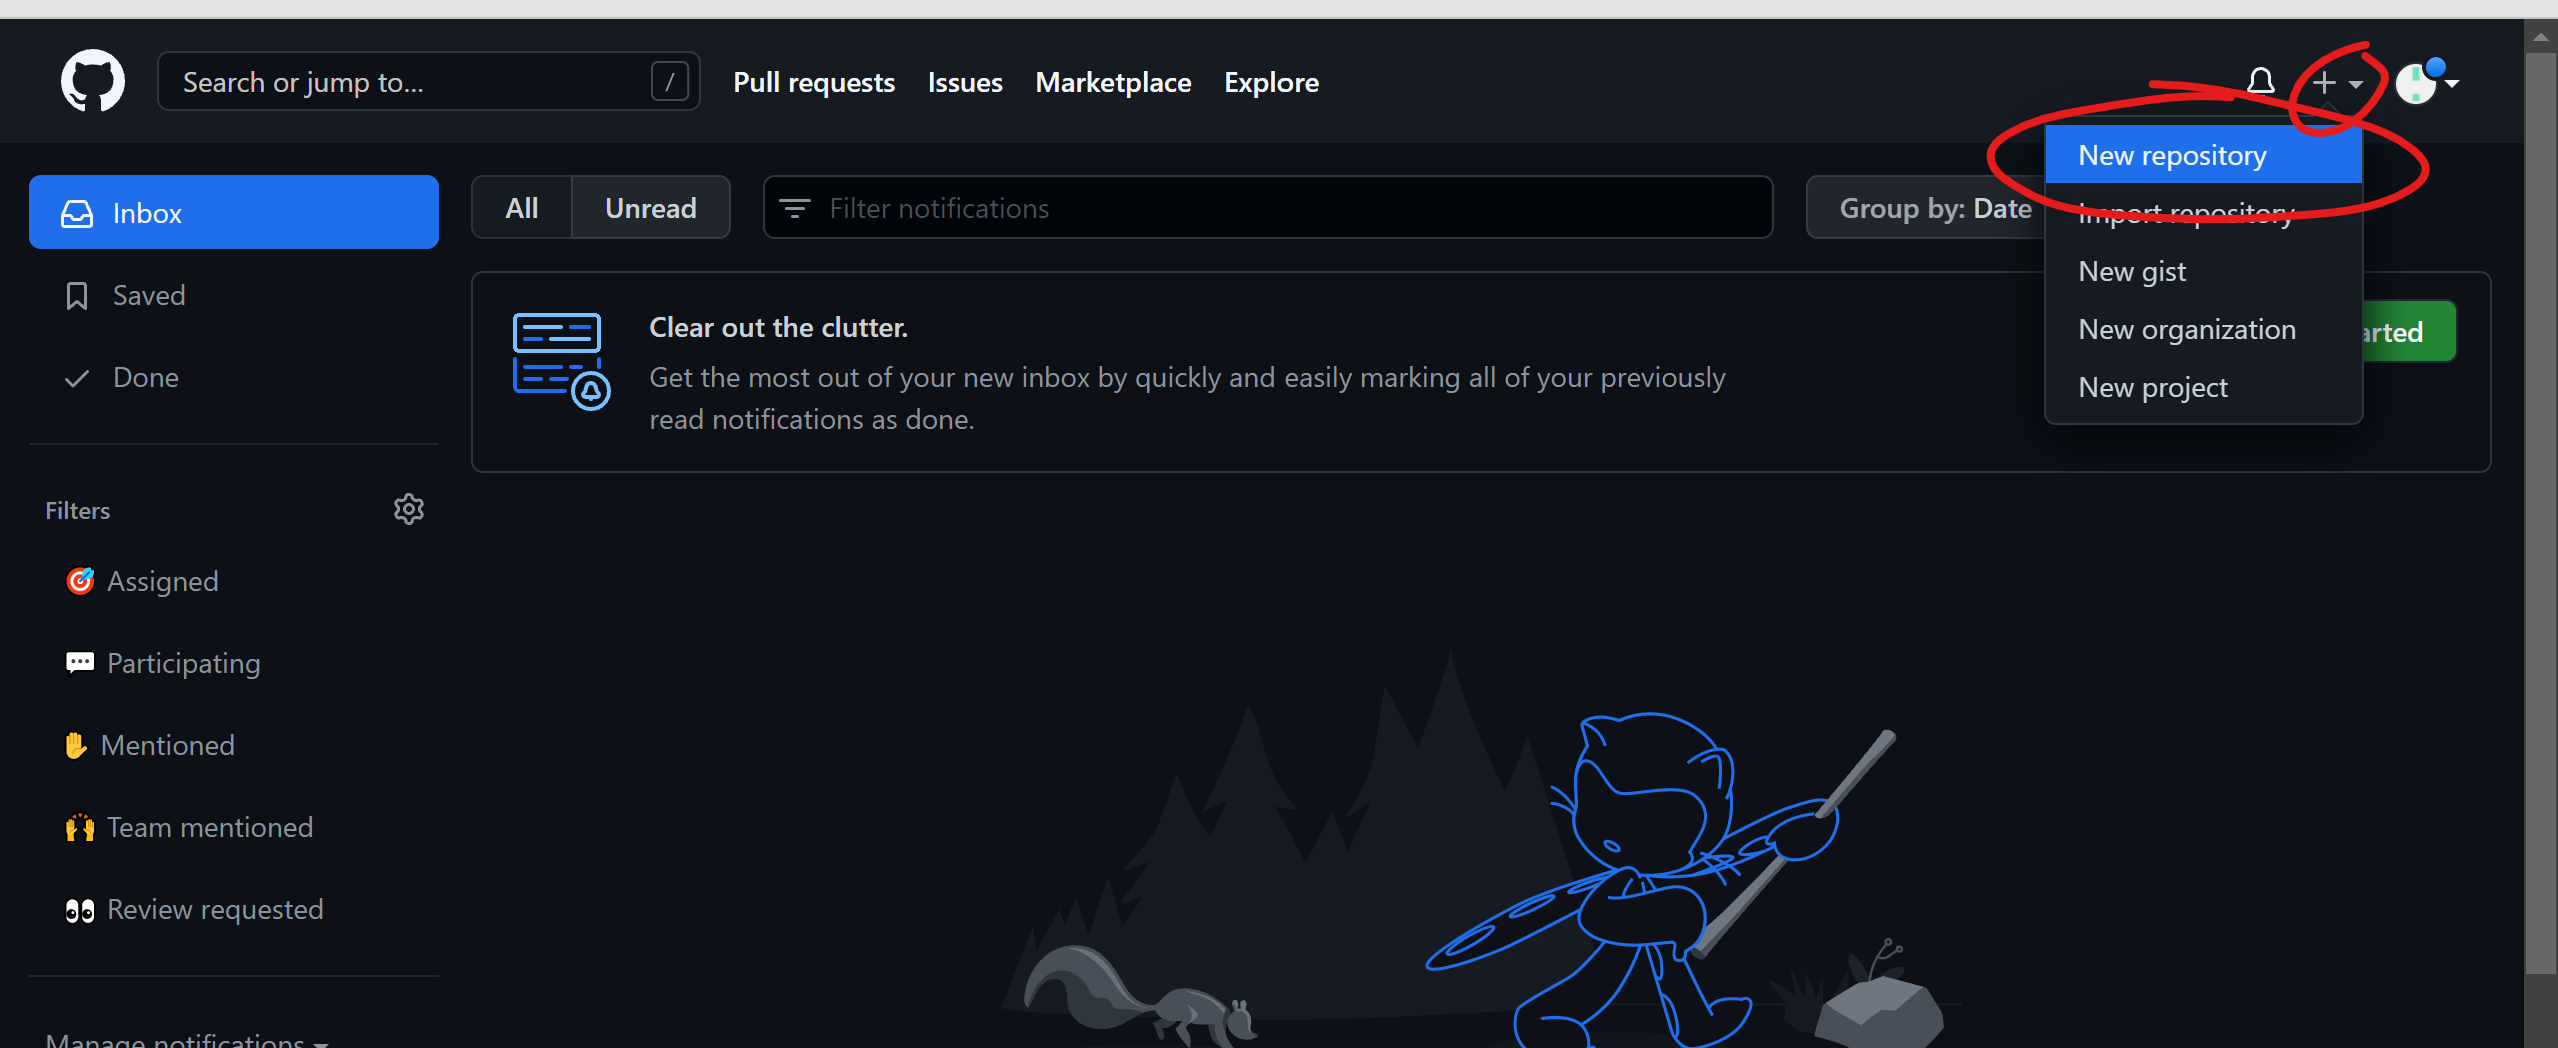 Search or jump to... /
Pull requests
Issues
Marketplace
Explore
New repository
Import repository
New gist
New organization
New project
Inbox
Saved
Done
Filters
Assigned
Participating
Mentioned
Team mentioned
Review requested
Manage notifications
All
Unread
Filter notifications
Group by: Date
Clear out the clutter.
Get the most out of your new inbox by quickly and easily marking all of your previously
read notifications as done.
arted